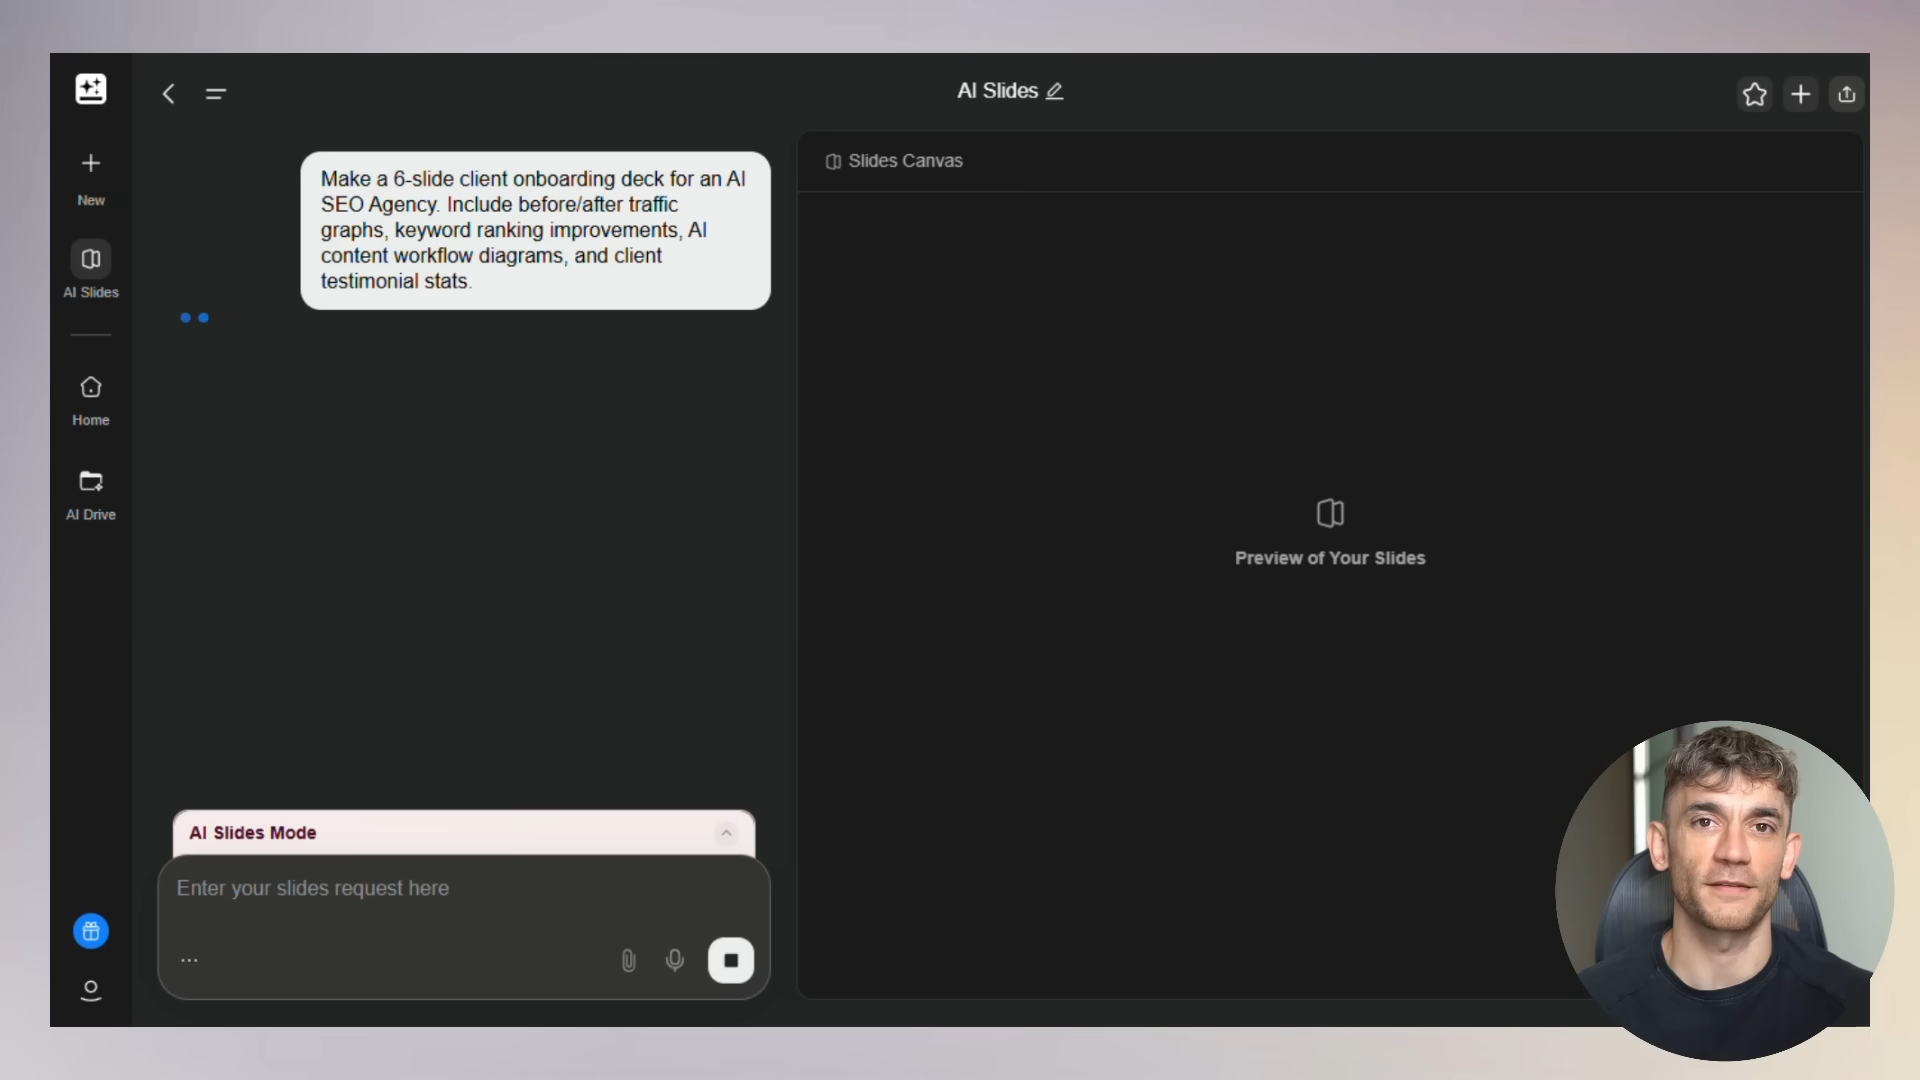 AI Slides
New
AI Slides
Home
AI Drive
Make a 6-slide client onboarding deck for an AI
SEO Agency. Include before/after traffic
graphs, keyword ranking improvements, AI
content workflow diagrams, and client
testimonial stats.
AI Slides Mode
Enter your slides request here
Slides Canvas
Preview of Your Slides